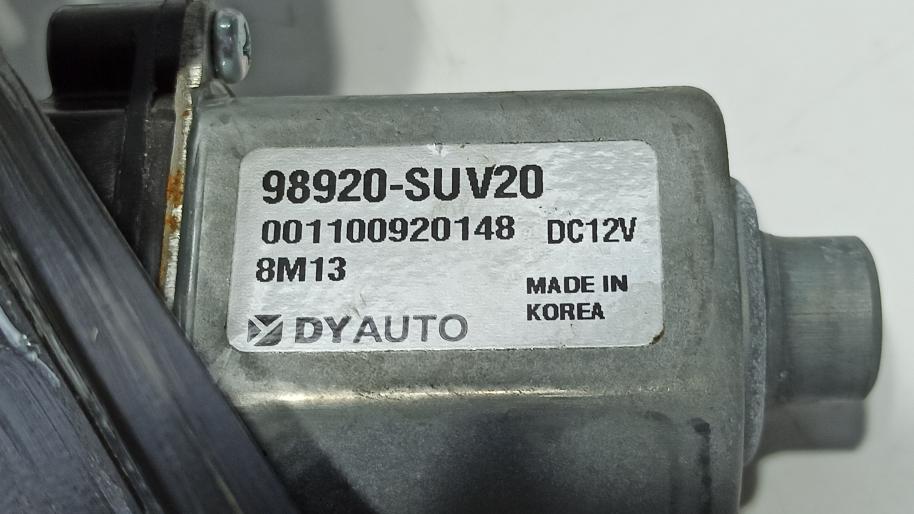 98920-SUV20
001100920148 DC12V
8M13
MADE IN
KOREA
DYAUTO